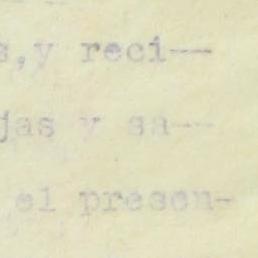 s,y reci--
jas y sa--
el presen-